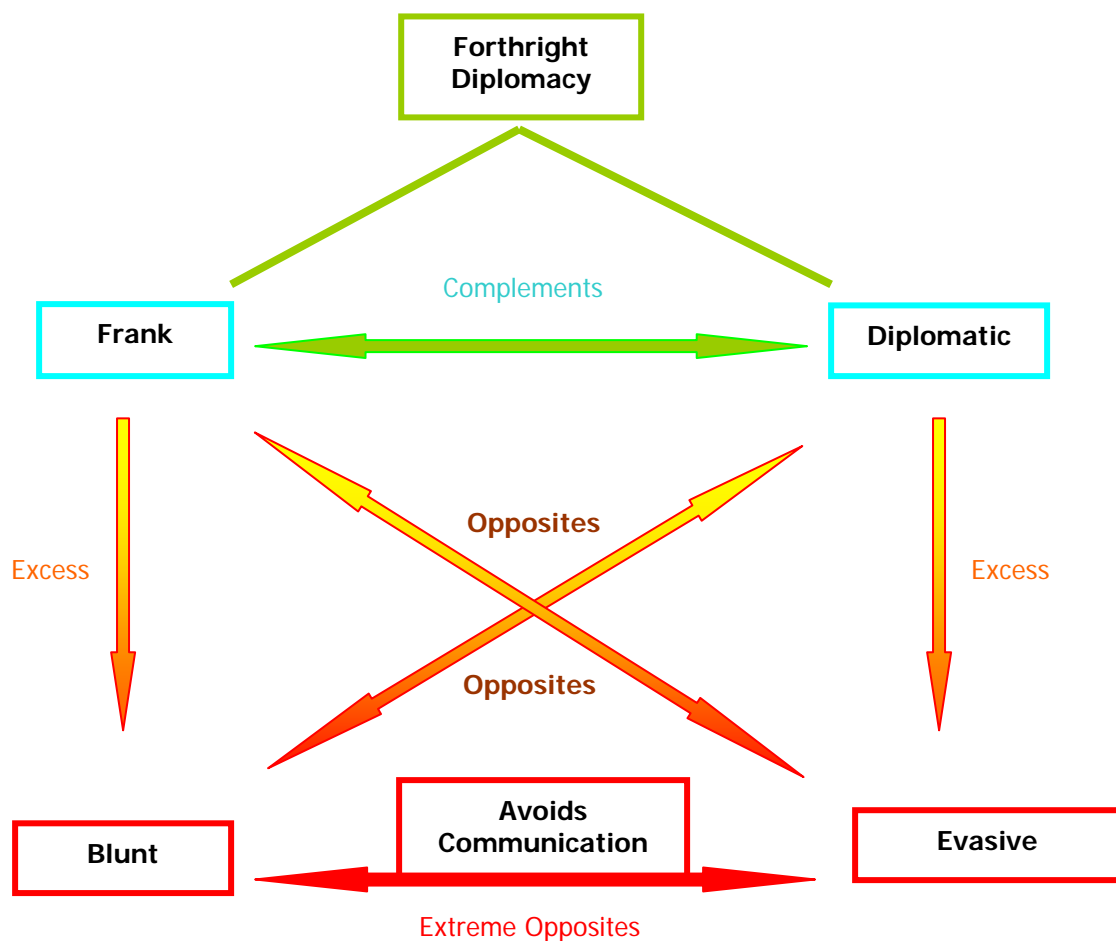 Forthright
Diplomacy
Complements
Frank
Diplomatic
Opposites
Excess
Excess
Opposites
Avoids
Communication
Blunt
Evasive
Extreme Opposites